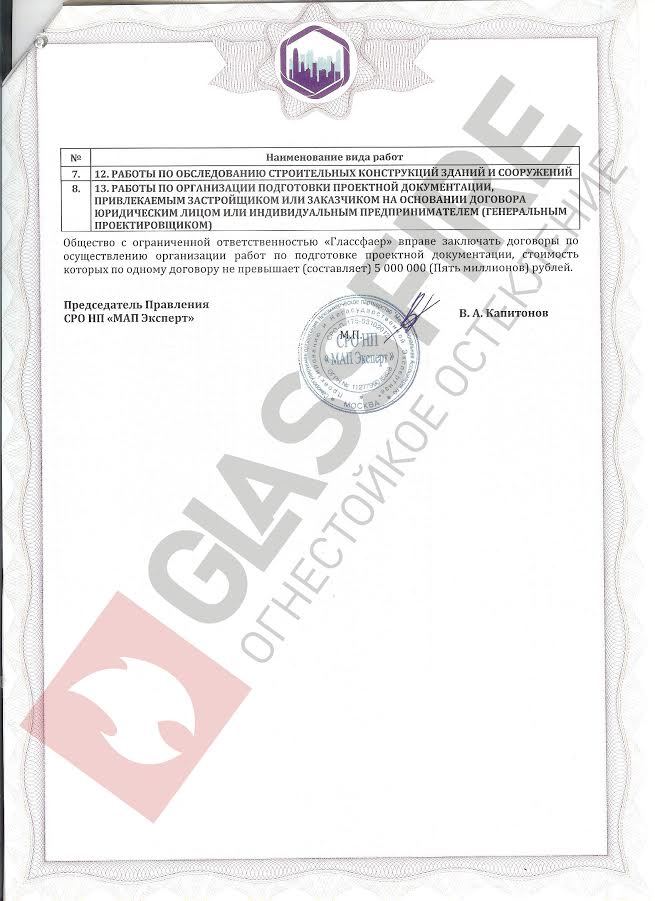 № Наименование вида работ
7. 12. РАБОТЫ ПО ОБСЛЕДОВАНИЮ СТРОИТЕЛЬНЫХ КОНСТРУКЦИЙ ЗДАНИЙ И СООРУЖЕНИЙ
8. 13. РАБОТЫ ПО ОРГАНИЗАЦИИ ПОДГОТОВКИ ПРОЕКТНОЙ ДОКУМЕНТАЦИИ,
ПРИВЛЕКАЕМЫМ ЗАСТРОЙЩИКОМ ИЛИ ЗАКАЗЧИКОМ НА ОСНОВАНИИ ДОГОВОРА
ЮРИДИЧЕСКИМ ЛИЦОМ ИЛИ ИНДИВИДУАЛЬНЫМ ПРЕДПРИНИМАТЕЛЕМ (ГЕНЕРАЛЬНЫМ
ПРОЕКТИРОВЩИКОМ)
Общество с ограниченной ответственностью «Глассфаер» вправе заключать договоры по
осуществлению организации работ по подготовке проектной документации, стоимость
которых по одному договору не превышает (составляет) 5 000 000 (Пять миллионов) рублей.
Председатель Правления
СРО НП «МАП Эксперт»
В. А. Капитонов
М.П.
СРО НП
«МАП Эксперт»
МОСКВА
GLASSFIRE
ОГНЕСТОЙКОЕ ОСТЕКЛЕНИЕ